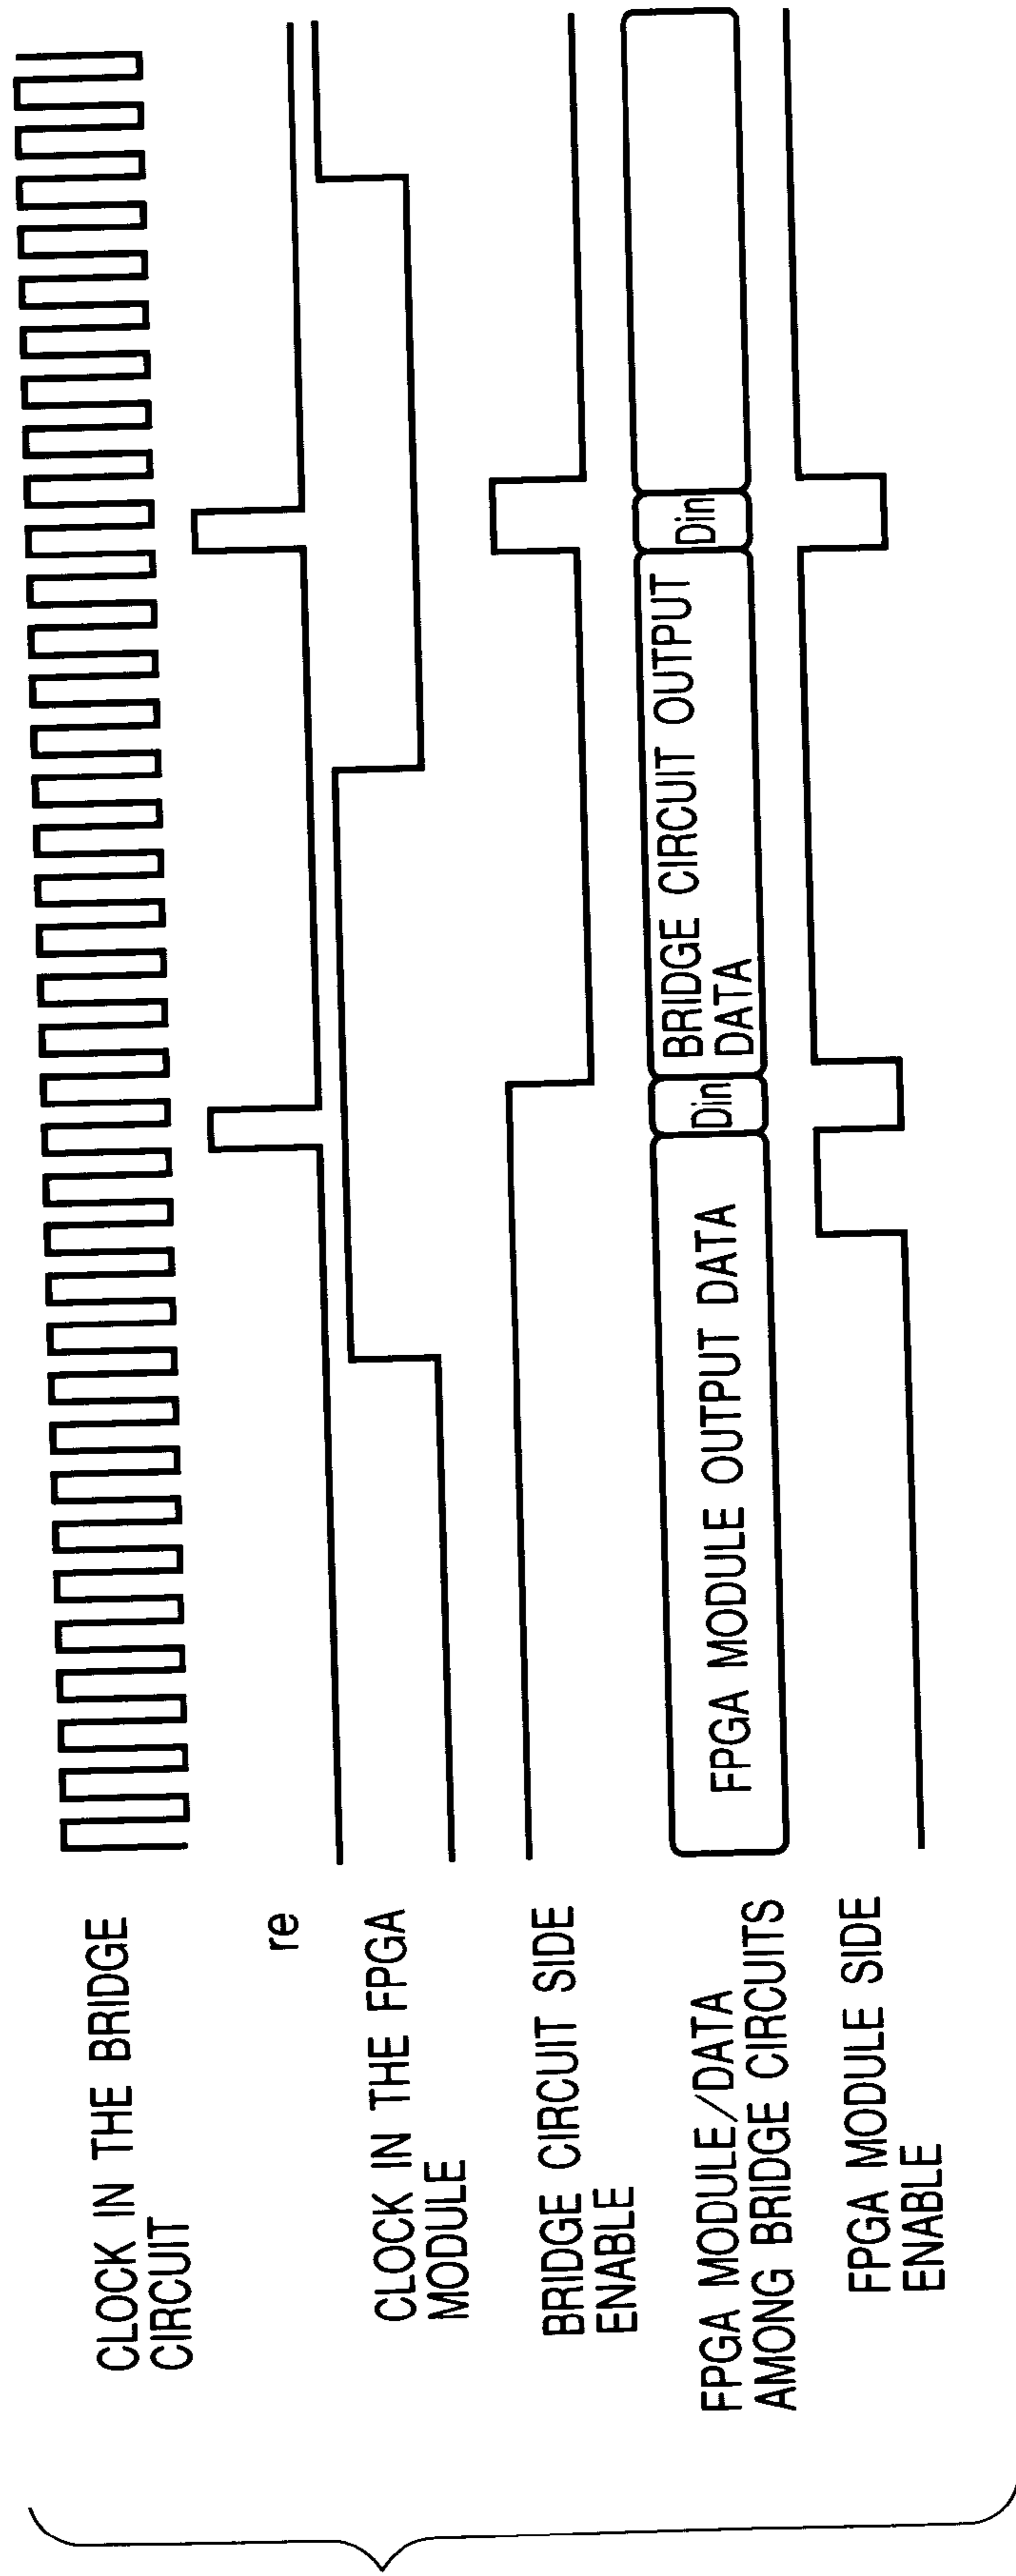 CLOCK IN THE BRIDGE
CIRCUIT
re
CLOCK IN THE FPGA
MODULE
BRIDGE CIRCUIT SIDE
ENABLE
FPGA MODULE/DATA
AMONG BRIDGE CIRCUITS
FPGA MODULE OUTPUT DATA
Din
BRIDGE CIRCUIT OUTPUT
DATA
Din
FPGA MODULE SIDE
ENABLE